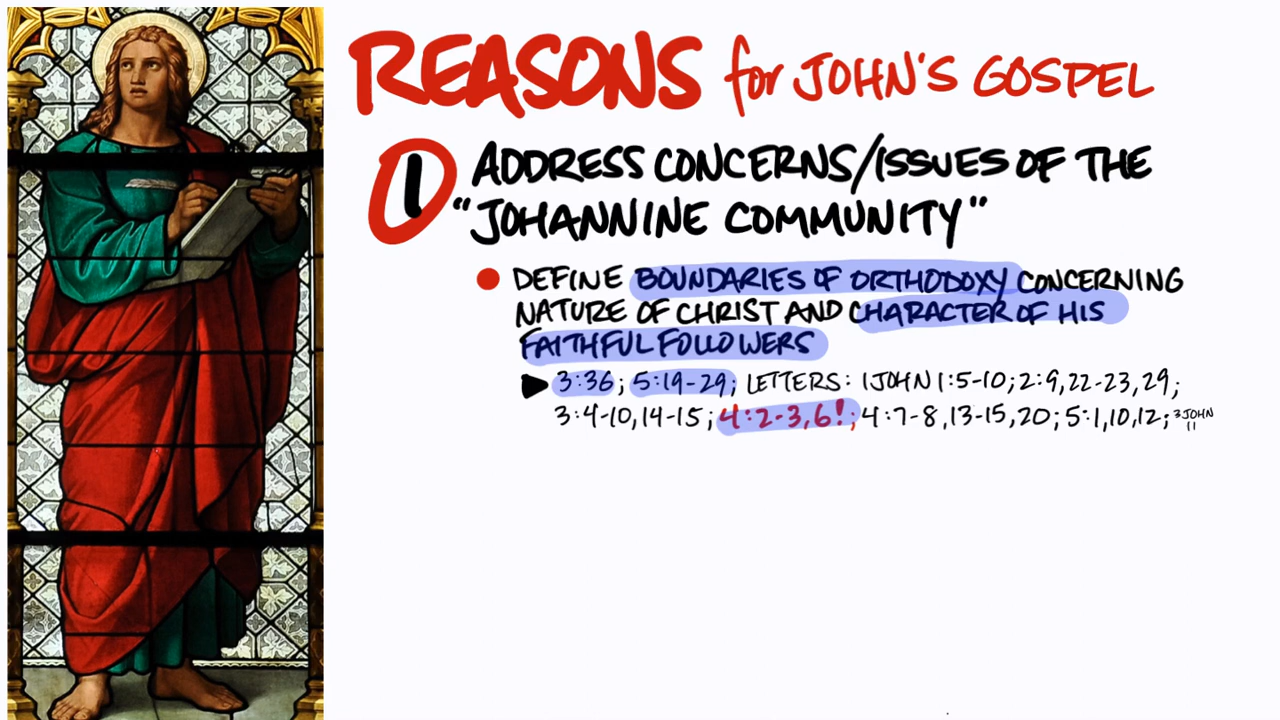 REASONS for JOHN'S GOSPEL
1 ADDRESS CONCERNS/ISSUES OF THE
"JOHANNINE COMMUNITY"
DEFINE BOUNDARIES OF ORTHODOXY CONCERNING
NATURE OF CHRIST AND CHARACTER OF HIS
FAITHFUL FOLLOWERS
3:36; 5:19-29; LETTERS: 1JOHN 1:5-10; 2:9,22-23,29;
3:4-10,14-15; 4:2-3,6!; 4:7-8,13-15,20; 5:1,10,12; 3JOHN
11